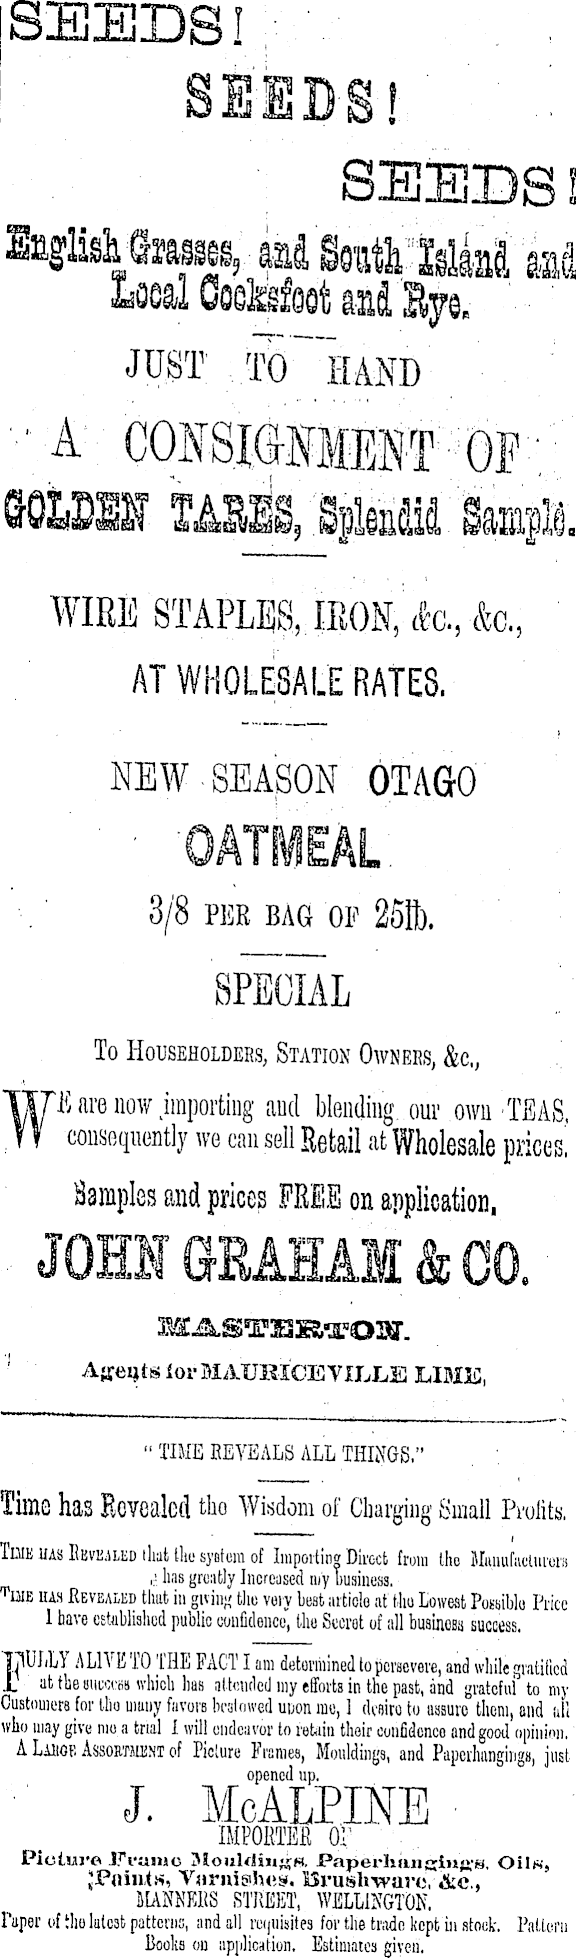 SEEDS!
SEEDS!
SEEDS!
English Grasses, and South Island and
Local Cocksfoot and Rye.
JUST TO HAND
A CONSIGNMENT OF
GOLDEN TARES, Splendid Sample.
WIRE STAPLES, IRON, &c., &c.,
AT WHOLESALE RATES.
NEW SEASON OTAGO
OATMEAL
3/8 PER BAG OF 25lb.
SPECIAL
To Householders, Station Owners, &c.,
WE are now importing and blending our own TEAS,
consequently we can sell Retail at Wholesale prices.
Samples and prices FREE on application,
JOHN GRAHAM & CO.
MASTERTON.
Agents for MAURICEVILLE LIME,
"TIME REVEALS ALL THINGS."
Time has Revealed the Wisdom of Charging Small Profits.
Time has Revealed that the system of Importing Direct from the Manufacturers
has greatly Increased my business.
Time has Revealed that in giving the very best article at the Lowest Possible Price
I have established public confidence, the Secret of all business success.
FULLY ALIVE TO THE FACT I am determined to persevere, and while gratified
at the success which has attended my efforts in the past, and grateful to my
Customers for the many favors bestowed upon me, I desire to assure them, and all
who may give me a trial I will endeavor to retain their confidence and good opinion.
A Large Assortment of Picture Frames, Mouldings, and Paperhangings, just
opened up.
J. McALPINE
IMPORTER OF
Picture Frame Mouldings, Paperhangings, Oils,
Paints, Varnishes, Brushware, &c.,
MANNERS STREET, WELLINGTON.
Paper of the latest patterns, and all requisites for the trade kept in stock. Pattern
Books on application. Estimates given.